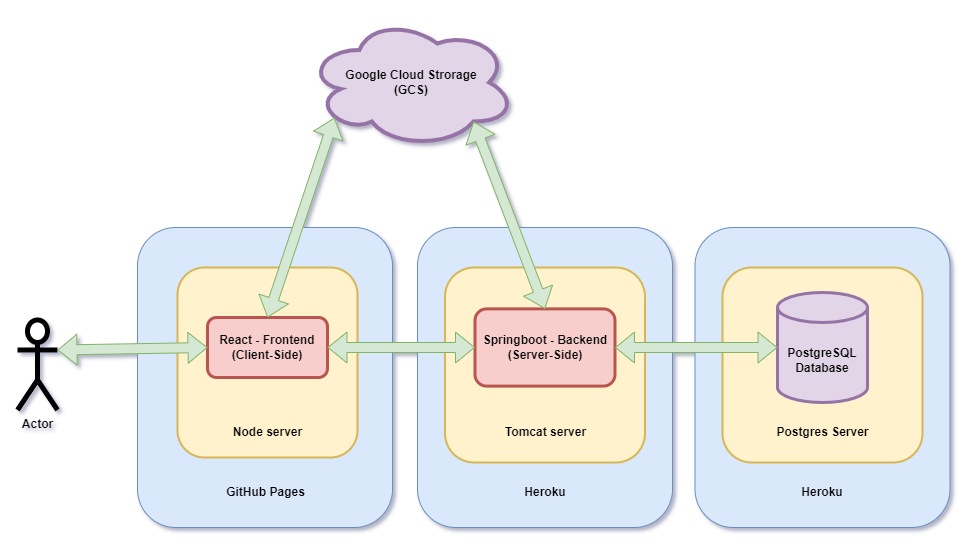 Google Cloud Strorage
(GCS)
React - Frontend
(Client-Side)
Springboot - Backend
(Server-Side)
PostgreSQL
Database
Actor
Node server
Tomcat server
Postgres Server
GitHub Pages
Heroku
Heroku